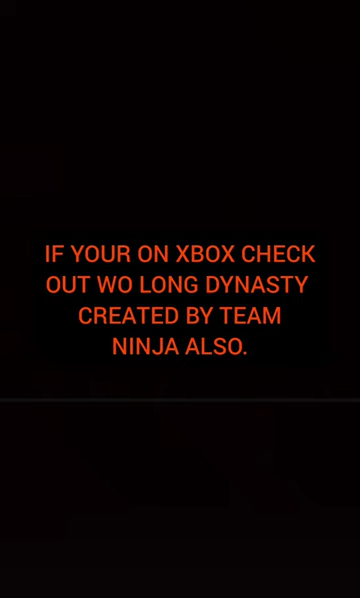 IF YOUR ON XBOX CHECK
OUT WO LONG DYNASTY
CREATED BY TEAM
NINJA ALSO.